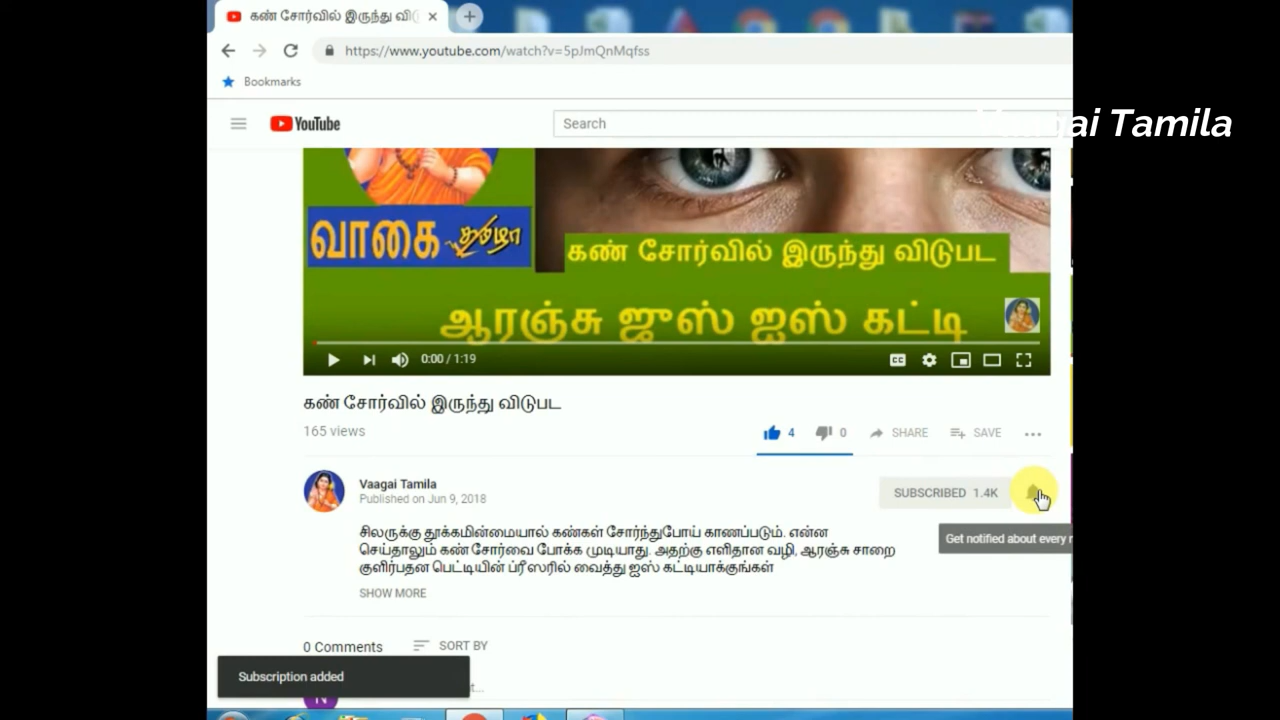 கண் சோர்வில் இருந்து விடு
https://www.youtube.com/watch?v=5pJmQnMqfss
Bookmarks
YouTube
Search
Tamila
வாகை தமிழா
கண் சோர்வில் இருந்து விடுபட
ஆரஞ்சு ஜுஸ் ஐஸ் கட்டி
0:00 / 1:19
CC
கண் சோர்வில் இருந்து விடுபட
165 views
4
0
SHARE
SAVE
Vaagai Tamila
Published on Jun 9, 2018
SUBSCRIBED 1.4K
Get notified about every
சிலருக்கு தூக்கமின்மையால் கண்கள் சோர்ந்துபோய் காணப்படும். என்ன
செய்தாலும் கண் சோர்வை போக்க முடியாது. அதற்கு எளிதான வழி, ஆரஞ்சு சாறை
குளிர்பதன பெட்டியின் ப்ரீஸரில் வைத்து ஐஸ் கட்டியாக்குங்கள்
SHOW MORE
0 Comments
SORT BY
Subscription added
N